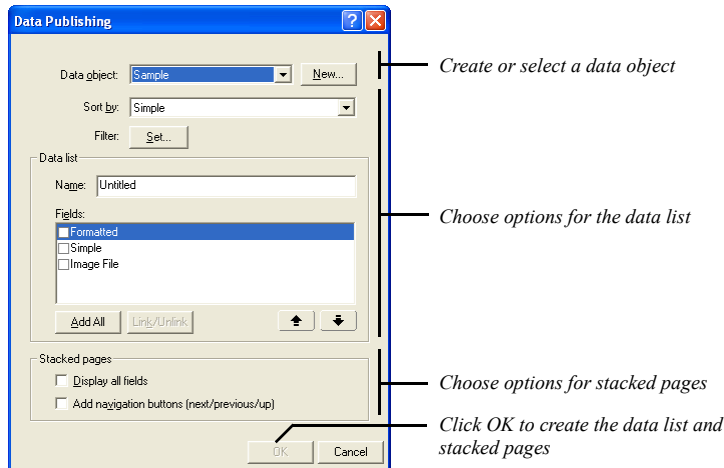 Data Publishing
Data object: Sample New...
Create or select a data object
Sort by: Simple
Filter: Set...
Data list
Name: Untitled
Fields:
Choose options for the data list
Formatted
Simple
Image File
Add All Link/Unlink
Stacked pages
Display all fields
Choose options for stacked pages
Add navigation buttons (next/previous/up)
Click OK to create the data list and
stacked pages
OK Cancel